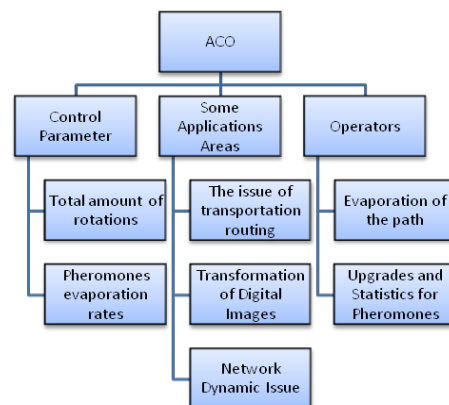 ACO
Control
Parameter
Some
Applications
Areas
Operators
Total amount of
rotations
The issue of
transportation
routing
Evaporation of
the path
Pheromones
evaporation
rates
Transformation
of Digital
Images
Upgrades and
Statistics for
Pheromones
Network
Dynamic Issue